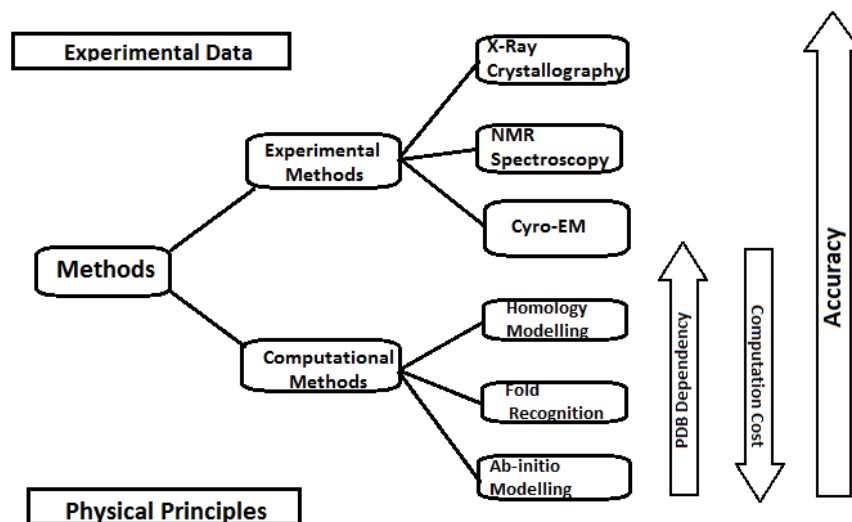 Experimental Data
X-Ray
Crystallography
Experimental
Methods
NMR
Spectroscopy
Cyro-EM
Methods
Homology
Modelling
Computational
Methods
Fold
Recognition
Ab-initio
Modelling
Physical Principles
PDB Dependency
Computation Cost
Accuracy